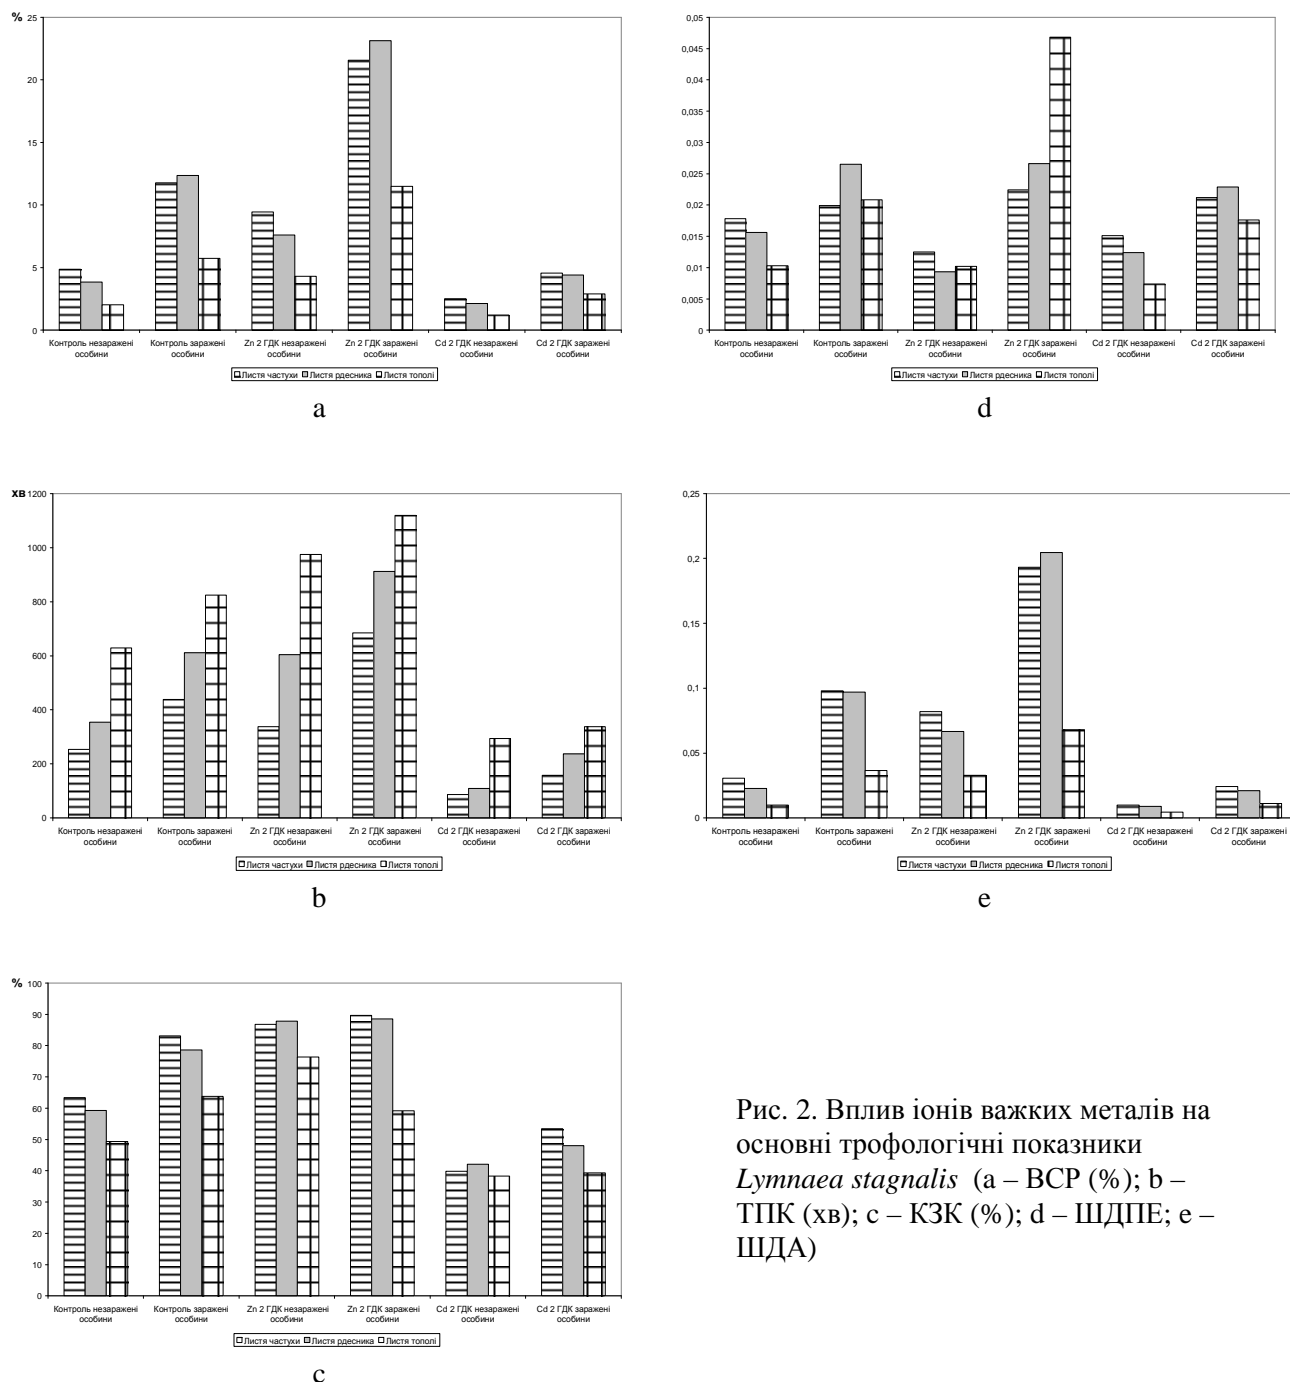 %
25
20
15
10
5
0
Контроль незаражені особини
Контроль заражені особини
Zn 2 ГДК незаражені особини
Zn 2 ГДК заражені особини
Cd 2 ГДК незаражені особини
Cd 2 ГДК заражені особини
Листя частухи Листя рдесника Листя тополі
a
0,05
0,045
0,04
0,035
0,03
0,025
0,02
0,015
0,01
0,005
0
Контроль незаражені особини
Контроль заражені особини
Zn 2 ГДК незаражені особини
Zn 2 ГДК заражені особини
Cd 2 ГДК незаражені особини
Cd 2 ГДК заражені особини
Листя частухи Листя рдесника Листя тополі
d
хв
1200
1000
800
600
400
200
0
Контроль незаражені особини
Контроль заражені особини
Zn 2 ГДК незаражені особини
Zn 2 ГДК заражені особини
Cd 2 ГДК незаражені особини
Cd 2 ГДК заражені особини
Листя частухи Листя рдесника Листя тополі
b
0,25
0,2
0,15
0,1
0,05
0
Контроль незаражені особини
Контроль заражені особини
Zn 2 ГДК незаражені особини
Zn 2 ГДК заражені особини
Cd 2 ГДК незаражені особини
Cd 2 ГДК заражені особини
Листя частухи Листя рдесника Листя тополі
e
%
100
90
80
70
60
50
40
30
20
10
0
Контроль незаражені особини
Контроль заражені особини
Zn 2 ГДК незаражені особини
Zn 2 ГДК заражені особини
Cd 2 ГДК незаражені особини
Cd 2 ГДК заражені особини
Листя частухи Листя рдесника Листя тополі
c
Рис. 2. Вплив іонів важких металів на
основні трофологічні показники
Lymnaea stagnalis (a – ВСР (%); b –
ТПК (хв); c – КЗК (%); d – ШДПЕ; e –
ШДА)